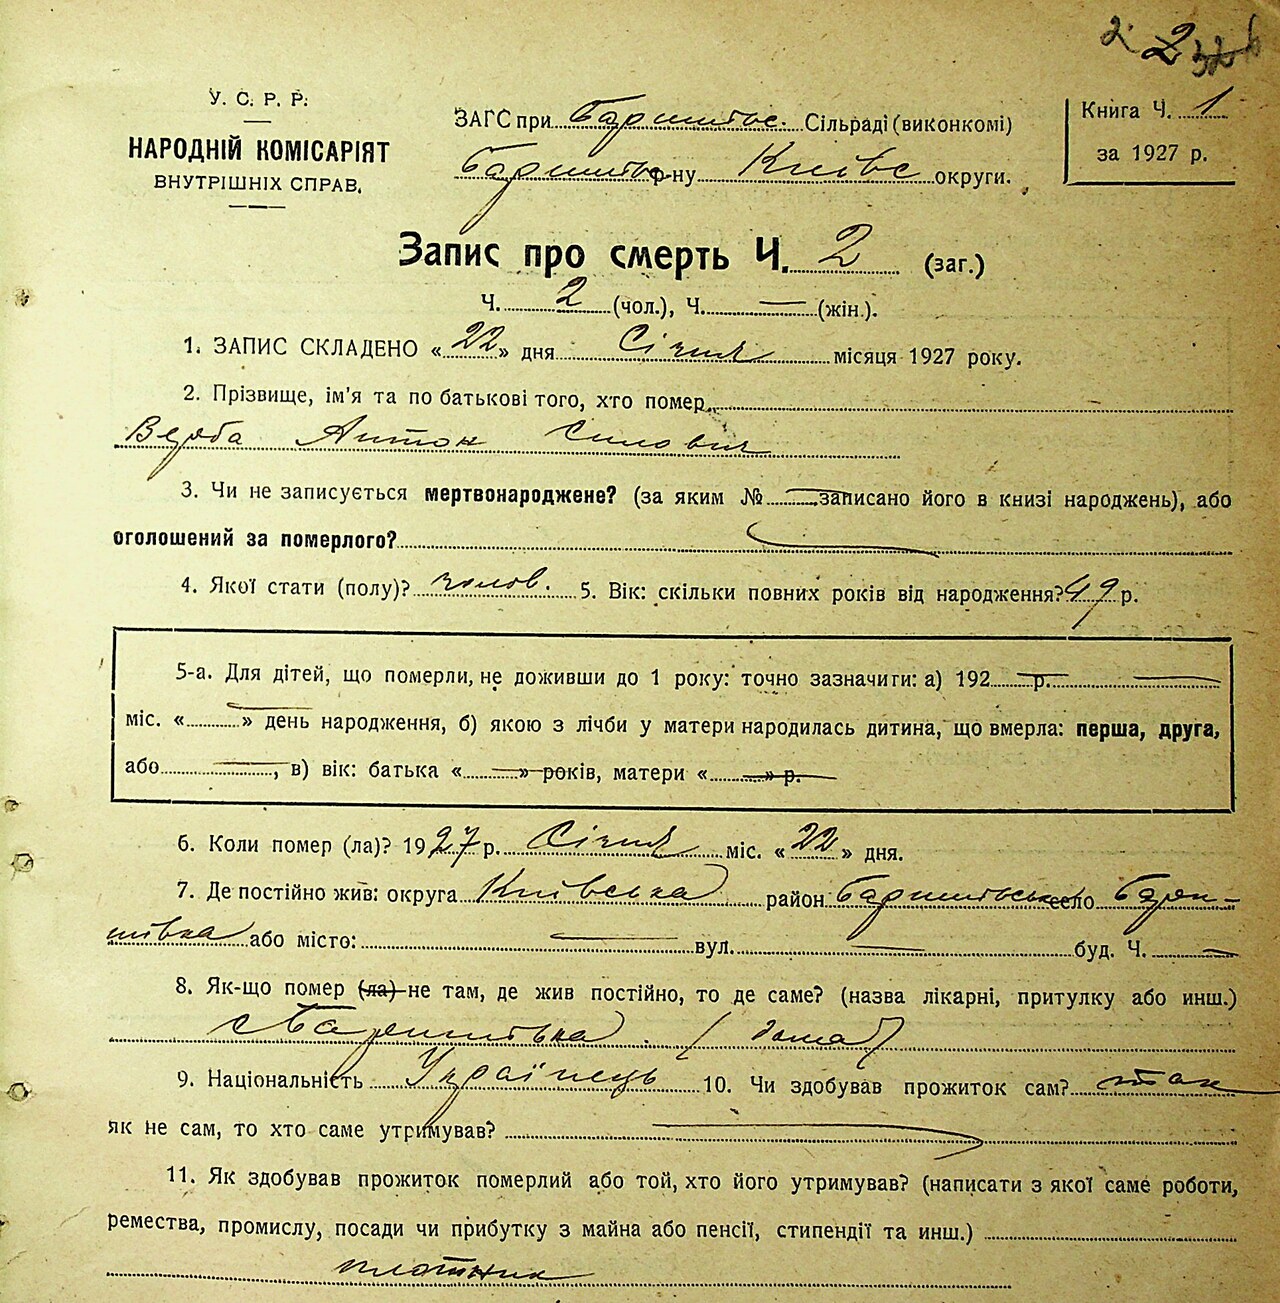 2 2 32
У. С. Р. Р.
НАРОДНІЙ КОМІСАРІЯТ
ВНУТРІШНІХ СПРАВ.
ЗАГС при Баришівс. Сільраді (виконкомі)
Баришівс р-ну Київс округи.
Книга Ч. 1
за 1927 р.
Запис про смерть Ч. 2 (заг.)
Ч. 2 (чол.), Ч. — (жін.).
1. ЗАПИС СКЛАДЕНО «22» дня Січня місяця 1927 року.
2. Прізвище, ім'я та по батькові того, хто помер
Верба Антон Силович
3. Чи не записується мертвонароджене? (за яким № — записано його в книзі народжень), або
оголошений за померлого? —
4. Якої стати (полу)? чолов. 5. Вік: скільки повних років від народження? 49 р.
5-а. Для дітей, що померли, не доживши до 1 року: точно зазначити: а) 192 — р. —
міс. « — » день народження, б) якою з лічби у матери народилась дитина, що вмерла: перша, друга,
або — , в) вік: батька « — » років, матери « — » р.
6. Коли помер (ла)? 1927 р. Січня міс. «22» дня.
7. Де постійно жив: округа Київська район Баришівськ село Бари-
шівка або місто: — вул. — буд. Ч. —
8. Як-що помер (ла) не там, де жив постійно, то де саме? (назва лікарні, притулку або инш.)
с Баришівка. (дома)
9. Національність Українець 10. Чи здобував прожиток сам? так
як не сам, то хто саме утримував? —
11. Як здобував прожиток померлий або той, хто його утримував? (написати з якої саме роботи,
ремества, промислу, посади чи прибутку з майна або пенсії, стипендії та инш.)
плотник